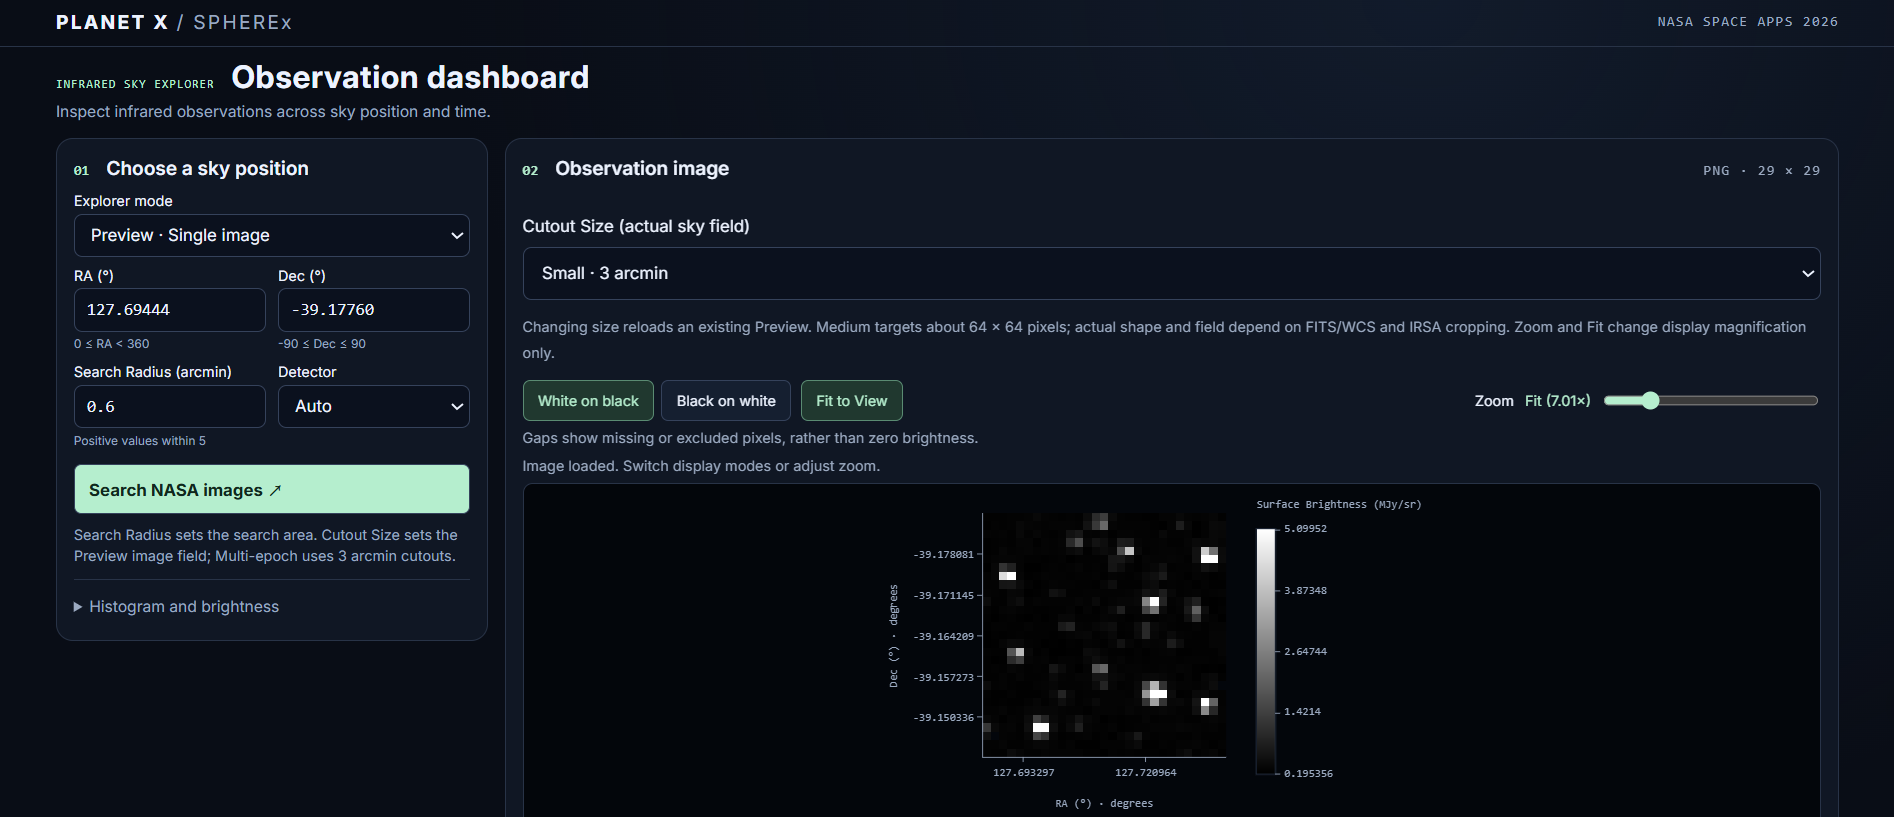 PLANET X / SPHEREx
NASA SPACE APPS 2026
INFRARED SKY EXPLORER Observation dashboard
Inspect infrared observations across sky position and time.
01 Choose a sky position
Explorer mode
Preview · Single image
RA (°) Dec (°)
127.69444 -39.17760
0 ≤ RA < 360 -90 ≤ Dec ≤ 90
Search Radius (arcmin) Detector
0.6 Auto
Positive values within 5
Search NASA images ↗
Search Radius sets the search area. Cutout Size sets the
Preview image field; Multi-epoch uses 3 arcmin cutouts.
▶ Histogram and brightness
02 Observation image
PNG · 29 × 29
Cutout Size (actual sky field)
Small · 3 arcmin
Changing size reloads an existing Preview. Medium targets about 64 × 64 pixels; actual shape and field depend on FITS/WCS and IRSA cropping. Zoom and Fit change display magnification
only.
White on black Black on white Fit to View
Zoom Fit (7.01×)
Gaps show missing or excluded pixels, rather than zero brightness.
Image loaded. Switch display modes or adjust zoom.
Surface Brightness (MJy/sr)
5.09952
3.87348
2.64744
1.4214
0.195356
Dec (°) · degrees
-39.178081
-39.171145
-39.164209
-39.157273
-39.150336
127.693297 127.720964
RA (°) · degrees